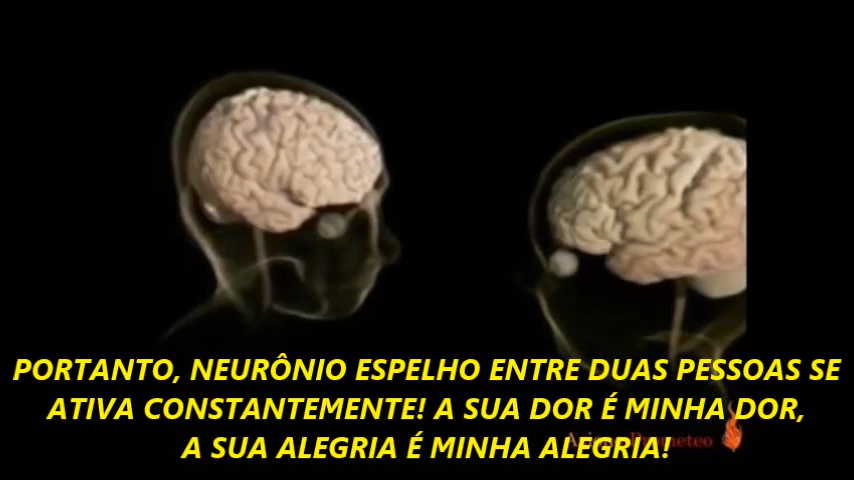 PORTANTO, NEURÔNIO ESPELHO ENTRE DUAS PESSOAS SE
ATIVA CONSTANTEMENTE! A SUA DOR É MINHA DOR,
A SUA ALEGRIA É MINHA ALEGRIA!